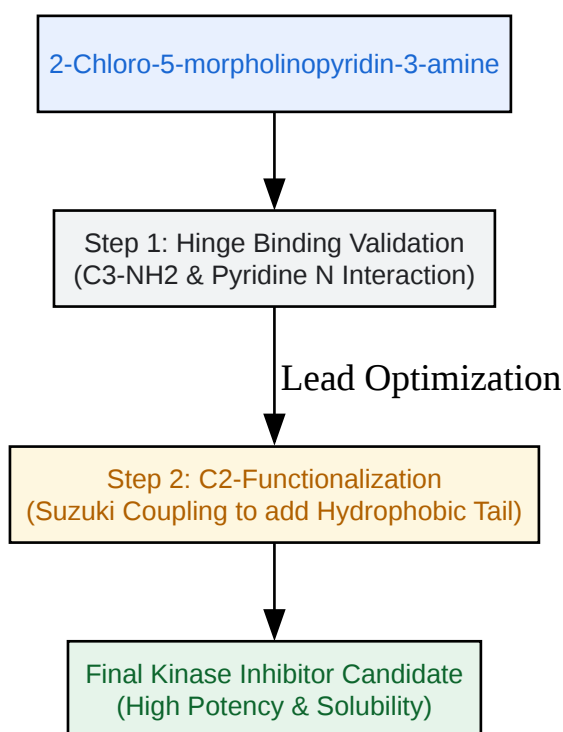 2-Chloro-5-morpholinopyridin-3-amine
Step 1: Hinge Binding Validation
(C3-NH2 & Pyridine N Interaction)
Lead Optimization
Step 2: C2-Functionalization
(Suzuki Coupling to add Hydrophobic Tail)
Final Kinase Inhibitor Candidate
(High Potency & Solubility)